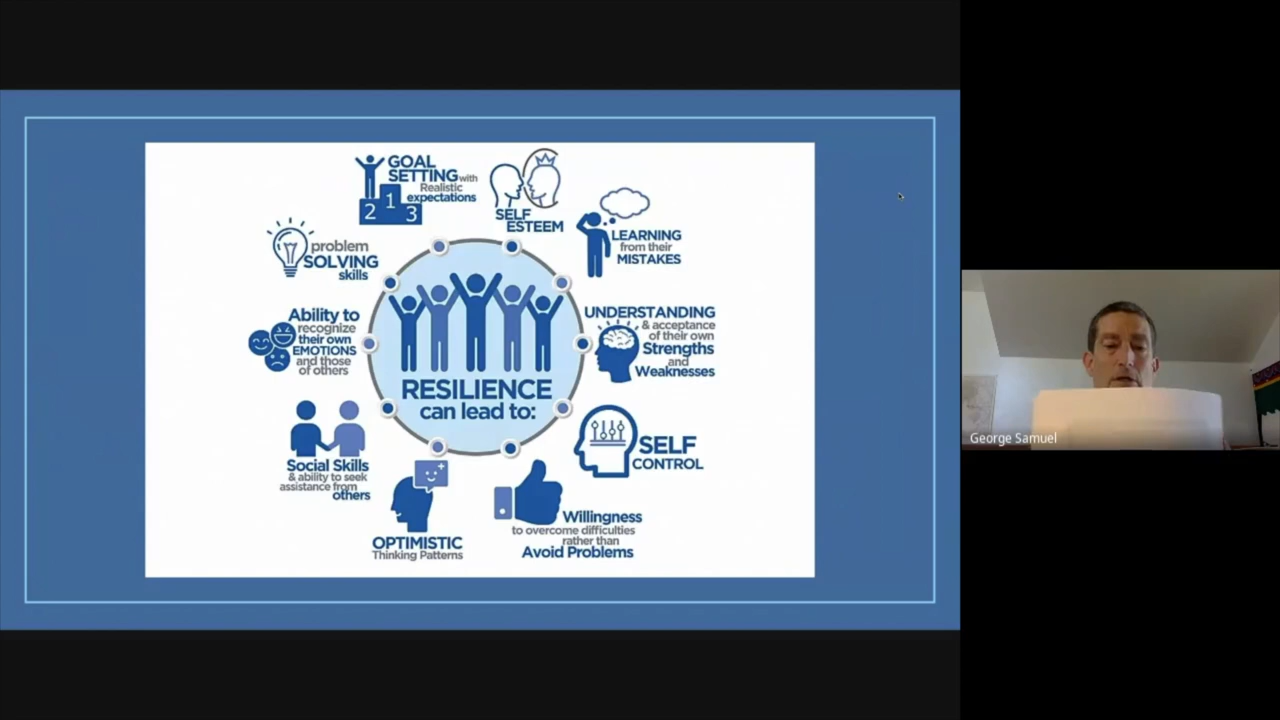 GOAL
SETTING with
Realistic
expectations
2 1 3
SELF
ESTEEM
LEARNING
from their
MISTAKES
problem
SOLVING
skills
UNDERSTANDING
& acceptance
of their own
Strengths
and
Weaknesses
Ability to
recognize
their own
EMOTIONS
and those
of others
RESILIENCE
can lead to:
SELF
CONTROL
Social Skills
& ability to seek
assistance from
others
Willingness
to overcome difficulties
rather than
Avoid Problems
OPTIMISTIC
Thinking Patterns
George Samuel